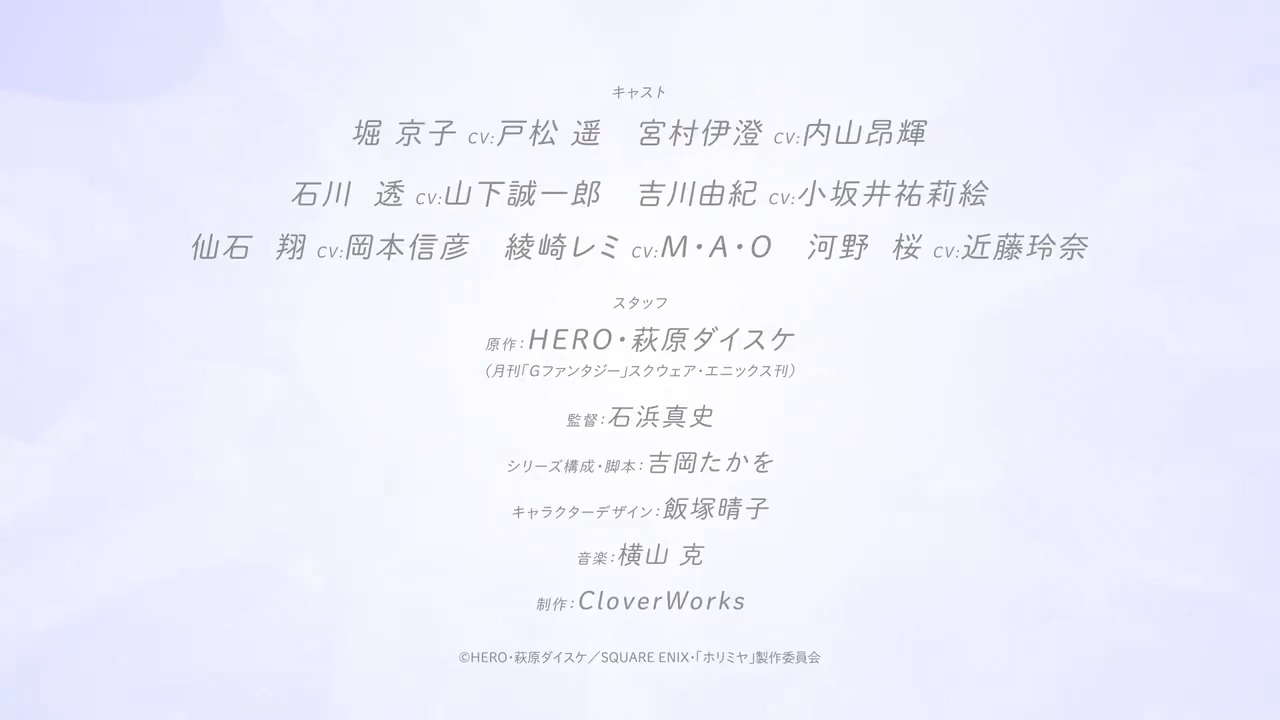 キャスト
堀 京子 CV:戸松 遥　宮村伊澄 CV:内山昂輝
石川 透 CV:山下誠一郎　吉川由紀 CV:小坂井祐莉絵
仙石 翔 CV:岡本信彦　綾崎レミ CV:M・A・O　河野 桜 CV:近藤玲奈
スタッフ
原作：HERO・萩原ダイスケ
（月刊「Gファンタジー」スクウェア・エニックス刊）
監督：石浜真史
シリーズ構成・脚本：吉岡たかを
キャラクターデザイン：飯塚晴子
音楽：横山 克
制作：CloverWorks
©HERO・萩原ダイスケ／SQUARE ENIX・「ホリミヤ」製作委員会